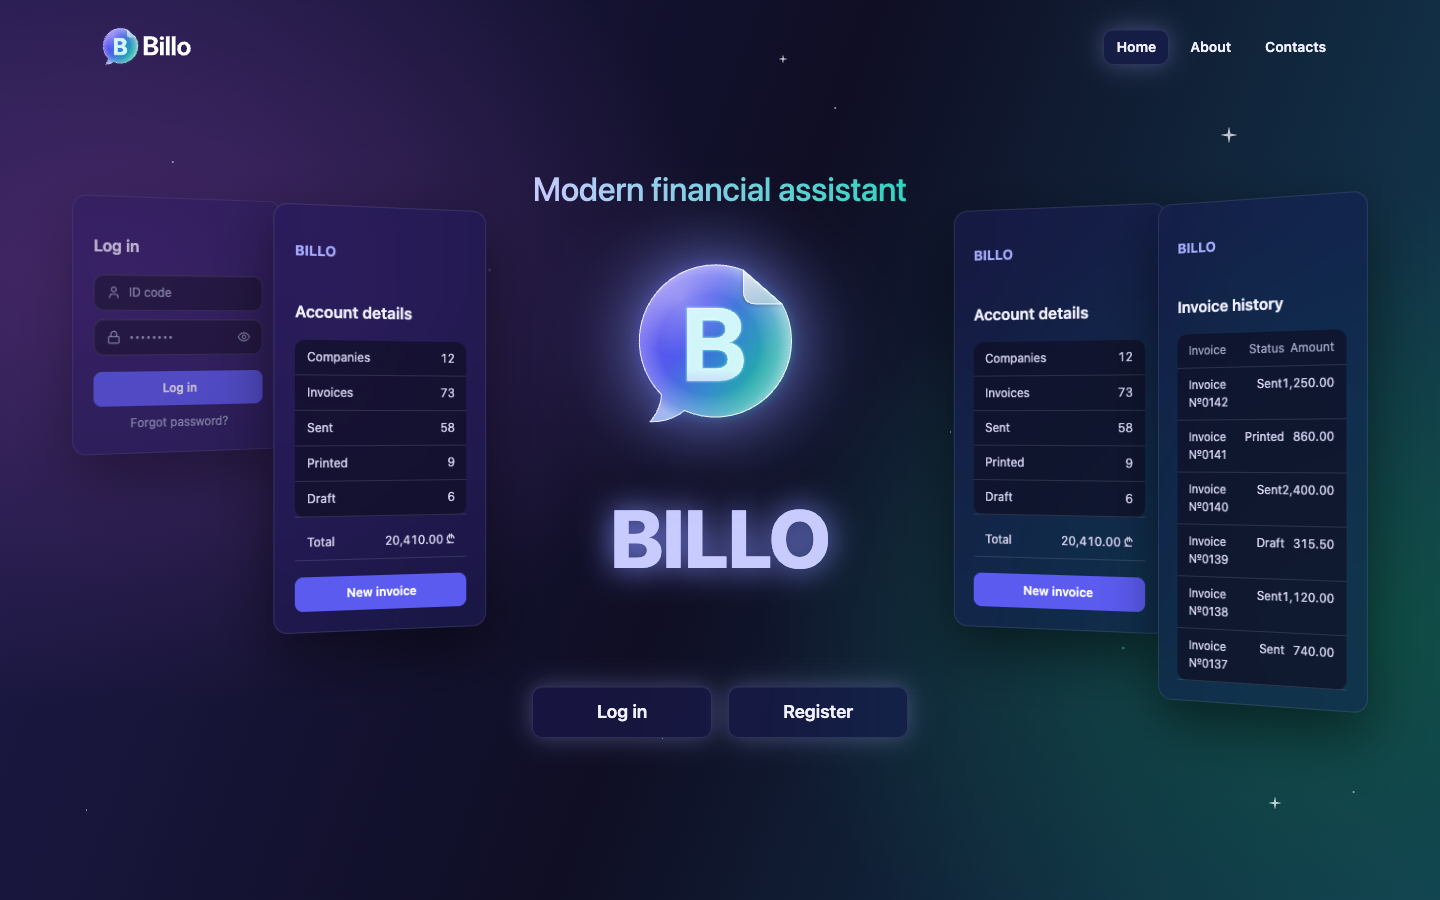 B Billo
Home About Contacts
Modern financial assistant
Log in
ID code
Log in
Forgot password?
BILLO
Account details
Companies 12
Invoices 73
Sent 58
Printed 9
Draft 6
Total 20,410.00 ₾
New invoice
B
BILLO
Log in Register
BILLO
Account details
Companies 12
Invoices 73
Sent 58
Printed 9
Draft 6
Total 20,410.00 ₾
New invoice
BILLO
Invoice history
Invoice Status Amount
Invoice Sent 1,250.00
№0142
Invoice Printed 860.00
№0141
Invoice Sent 2,400.00
№0140
Invoice Draft 315.50
№0139
Invoice Sent 1,120.00
№0138
Invoice Sent 740.00
№0137